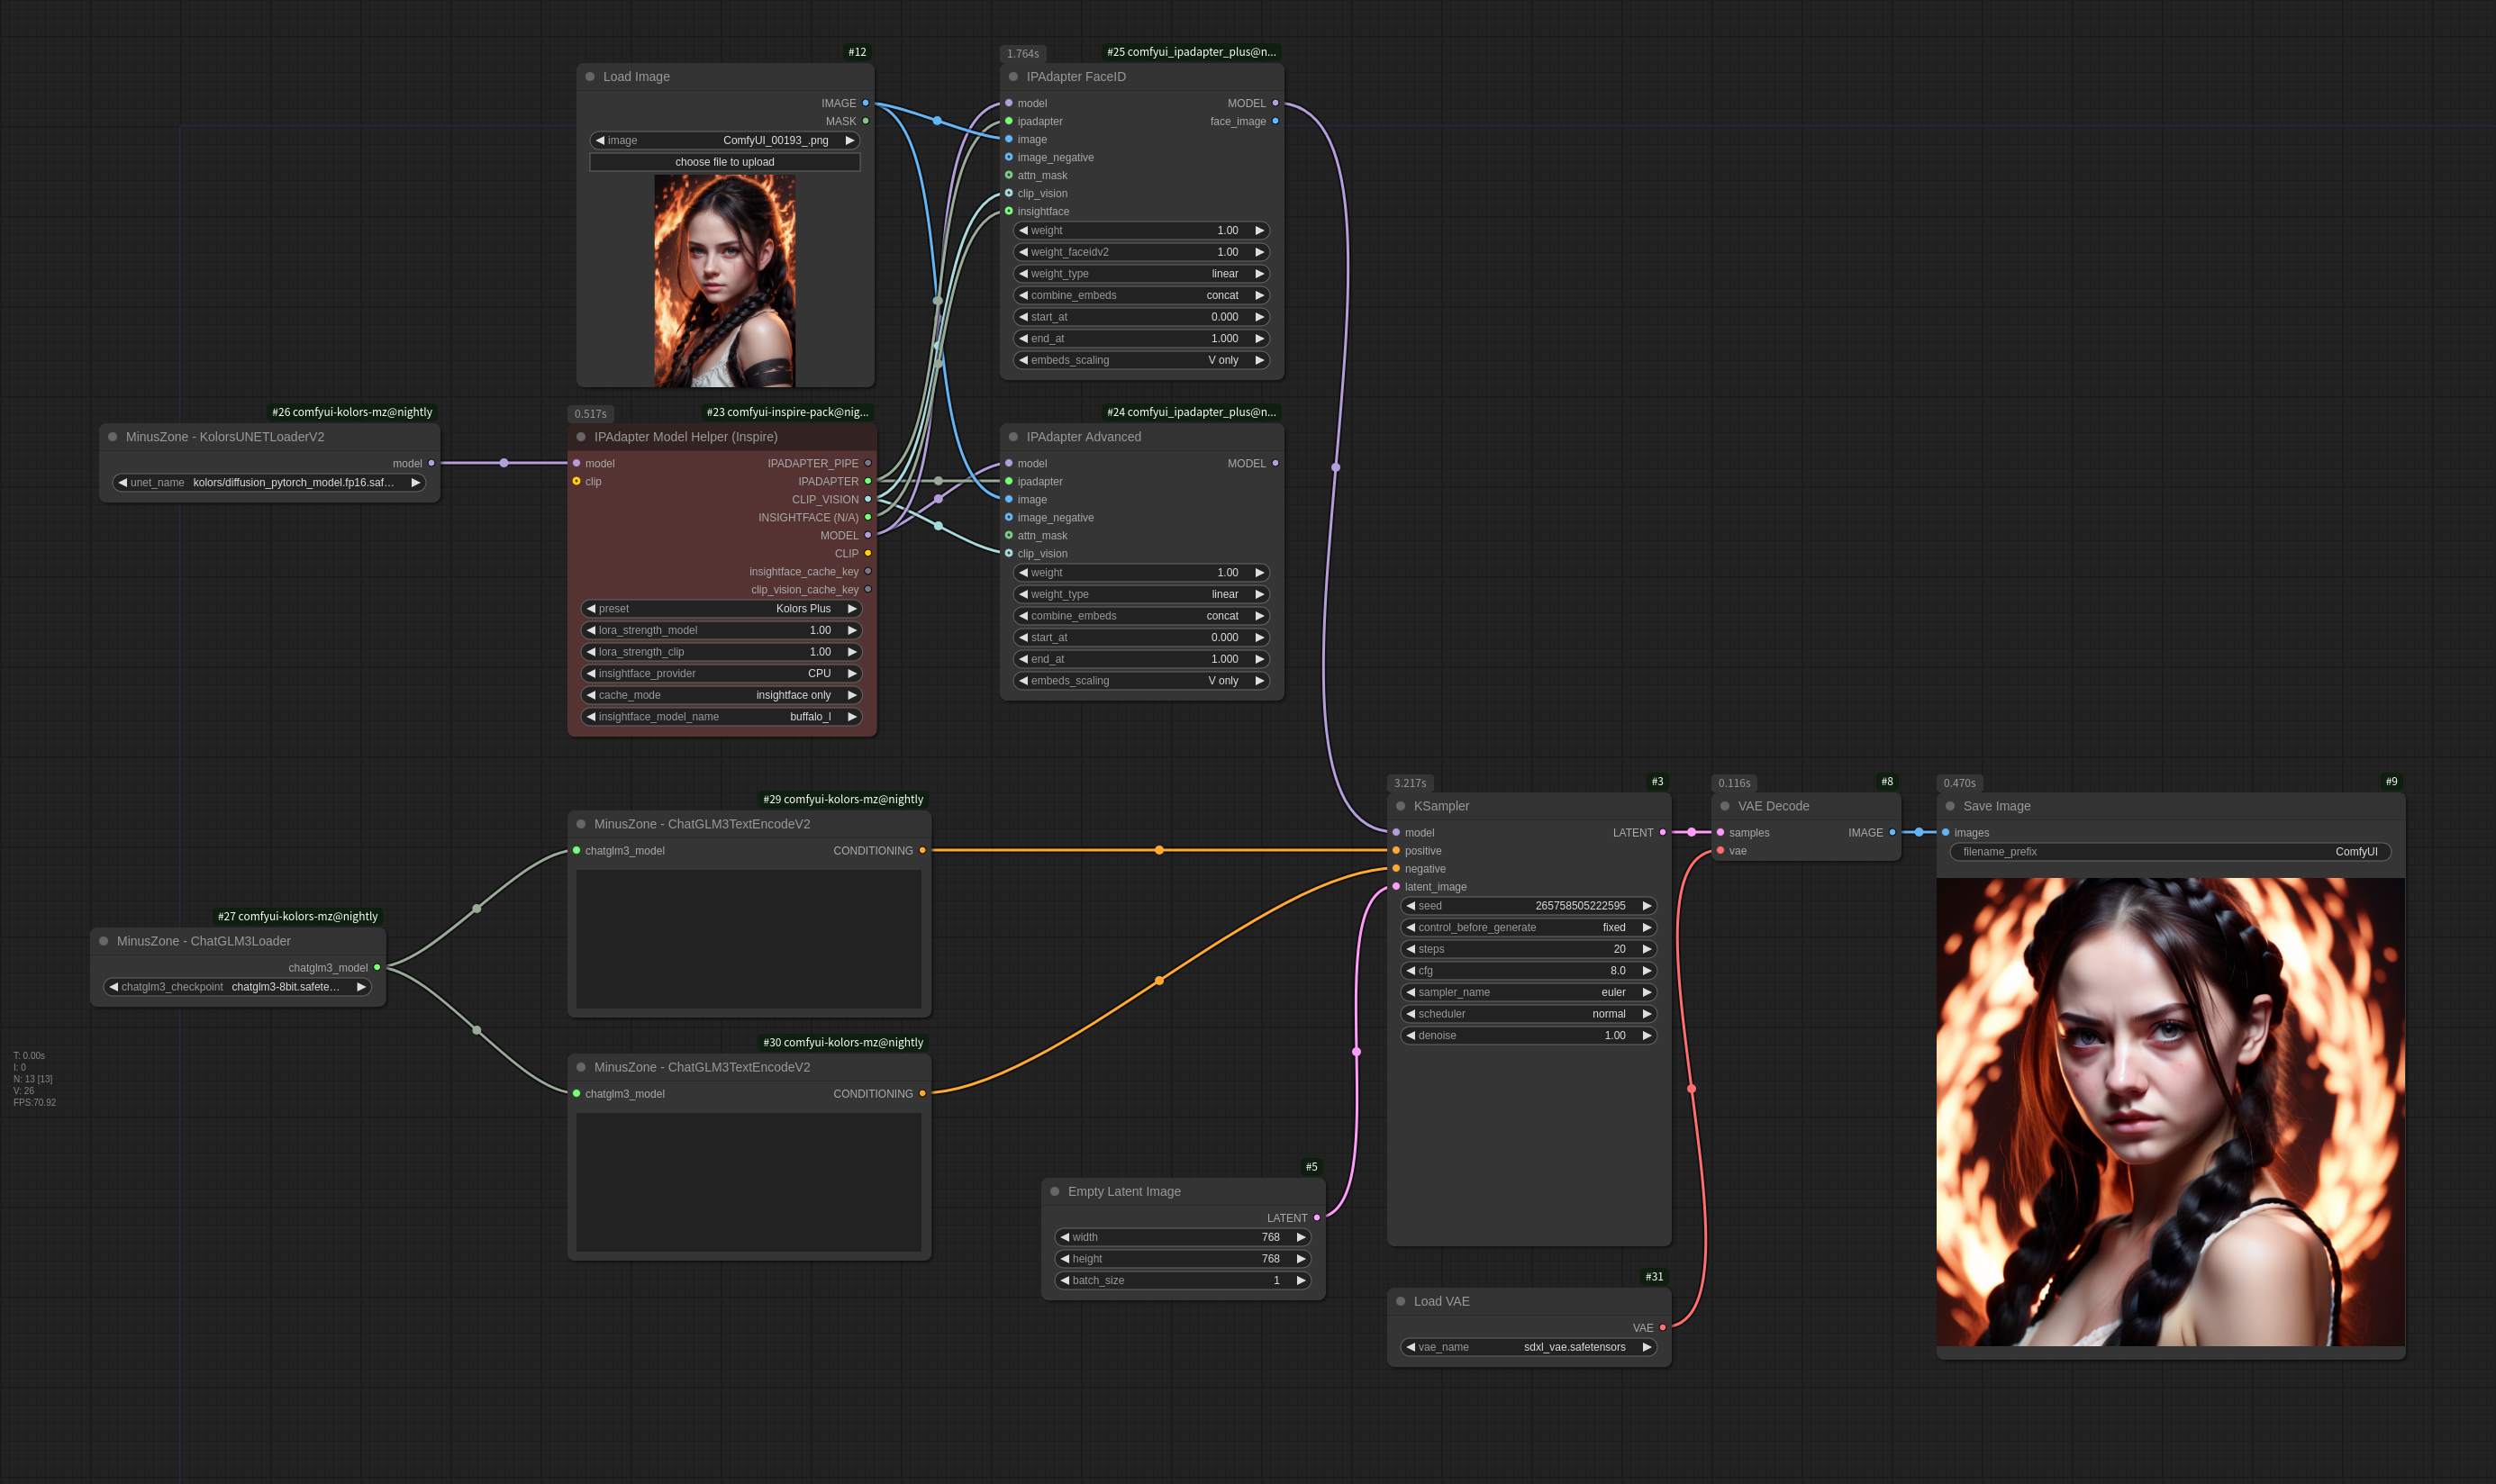 #12
Load Image
IMAGE
MASK
image ComfyUI_00193_.png
choose file to upload
1.764s
#25 comfyui_ipadapter_plus@n...
IPAdapter FaceID
model MODEL
ipadapter face_image
image
image_negative
attn_mask
clip_vision
insightface
weight 1.00
weight_faceidv2 1.00
weight_type linear
combine_embeds concat
start_at 0.000
end_at 1.000
embeds_scaling V only
#26 comfyui-kolors-mz@nightly
MinusZone - KolorsUNETLoaderV2
model
unet_name kolors/diffusion_pytorch_model.fp16.saf...
0.517s
#23 comfyui-inspire-pack@nig...
IPAdapter Model Helper (Inspire)
model IPADAPTER_PIPE
clip IPADAPTER
CLIP_VISION
INSIGHTFACE (N/A)
MODEL
CLIP
insightface_cache_key
clip_vision_cache_key
preset Kolors Plus
lora_strength_model 1.00
lora_strength_clip 1.00
insightface_provider CPU
cache_mode insightface only
insightface_model_name buffalo_l
#24 comfyui_ipadapter_plus@n...
IPAdapter Advanced
model MODEL
ipadapter
image
image_negative
attn_mask
clip_vision
weight 1.00
weight_type linear
combine_embeds concat
start_at 0.000
end_at 1.000
embeds_scaling V only
#29 comfyui-kolors-mz@nightly
MinusZone - ChatGLM3TextEncodeV2
chatglm3_model CONDITIONING
#27 comfyui-kolors-mz@nightly
MinusZone - ChatGLM3Loader
chatglm3_model
chatglm3_checkpoint chatglm3-8bit.safete...
#30 comfyui-kolors-mz@nightly
MinusZone - ChatGLM3TextEncodeV2
chatglm3_model CONDITIONING
T: 0.00s
I: 0
N: 13 [13]
V: 26
FPS:70.92
#5
Empty Latent Image
LATENT
width 768
height 768
batch_size 1
3.217s
#3
KSampler
model LATENT
positive
negative
latent_image
seed 265758505222595
control_before_generate fixed
steps 20
cfg 8.0
sampler_name euler
scheduler normal
denoise 1.00
#31
Load VAE
VAE
vae_name sdxl_vae.safetensors
0.116s
#8
VAE Decode
samples IMAGE
vae
0.470s
#9
Save Image
images
filename_prefix ComfyUI